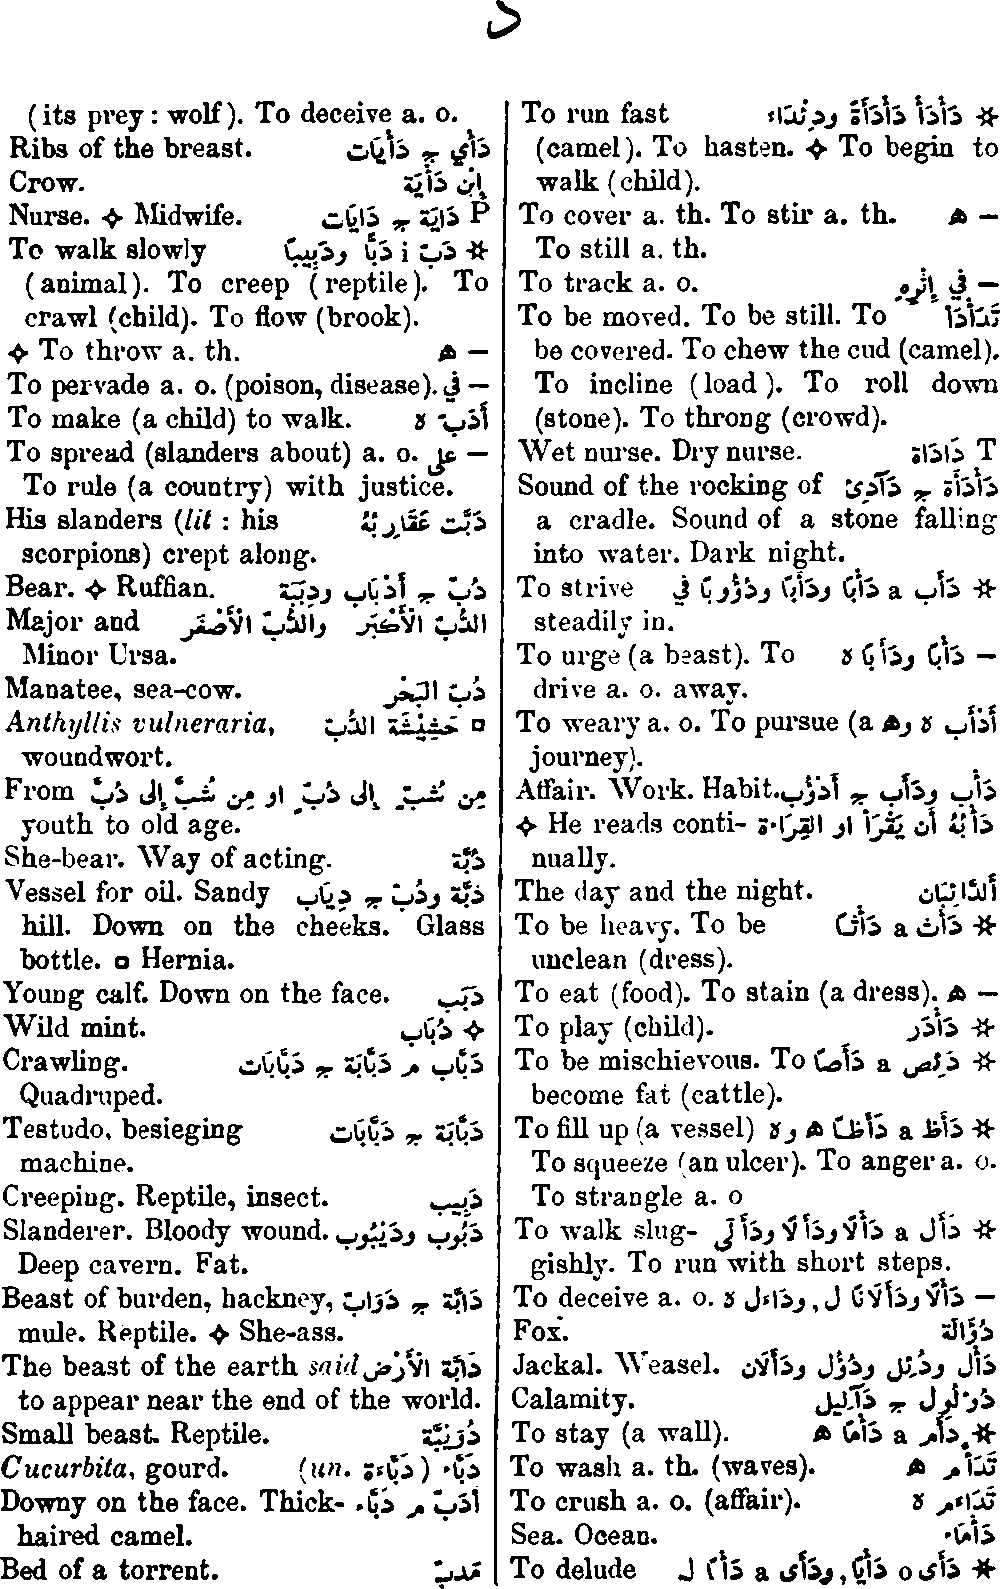 د
To run fast ✲ دَأْدَأَ دَأْدَأَةً ودِئْدَاء
(camel). To hasten. ✧ To begin to
walk (child).
To cover a. th. To stir a. th. — ه
To still a. th.
To track a. o. — في إِثْرِهِ
To be moved. To be still. To تَدَأْدَأَ
be covered. To chew the cud (camel).
To incline (load). To roll down
(stone). To throng (crowd).
Wet nurse. Dry nurse. T دَادَاة
Sound of the rocking of دَأْدَأَة ج دَآدِئ
a cradle. Sound of a stone falling
into water. Dark night.
To strive ✲ دَأَب a دَأْبًا ودَأَبًا ودُؤُوبًا في
steadily in.
To urge (a beast). To — دَأْبًا ودَأَبًا ه
drive a. o. away.
To weary a. o. To pursue (a أَدْأَب ه وه
journey).
Affair. Work. Habit. دَأْب ودَأَب ج أَدْؤُب
✧ He reads conti- دَأْبُهُ أَن يَقْرَأَ او القِرَاءة
nually.
The day and the night. أَلدَّائِبَان
To be heavy. To be ✲ دَأَث a دَأْثًا
unclean (dress).
To eat (food). To stain (a dress). — ه
To play (child). ✲ دَأْدَر
To be mischievous. To ✲ دَئِص a دَأَصًا
become fat (cattle).
To fill up (a vessel) ✲ دَأَظ a دَأْظًا ه وه
To squeeze (an ulcer). To anger a. o.
To strangle a. o
To walk slug- ✲ دَأَل a دَأْلًا ودَأَلًا ودَأَلَى
gishly. To run with short steps.
To deceive a. o. — دَأْلًا ودَأَلَانًا ل, ودَاءل ه
Fox. دُؤَالَة
Jackal. Weasel. دَأْل ودُئِل ودُؤُل ودَأَلَان
Calamity. دُؤْلُول ج دَآلِيل
To stay (a wall). ✲ دَأَم a دَأْمًا ه
To wash a. th. (waves). تَدَأَّم ه
To crush a. o. (affair). تَدَاءم ه
Sea. Ocean. دَأْمَاء
To delude ✲ دَأَى o دَأْيًا, ودَأَى a دَأْوًا ل
(its prey : wolf). To deceive a. o.
Ribs of the breast. دَأْي ج دَأَيَات
Crow. إِبْن دَأْيَة
Nurse. ✧ Midwife. P دَايَة ج دَايَات
To walk slowly ✲ دَبّ i دَبًّا ودَبِيبًا
(animal). To creep (reptile). To
crawl (child). To flow (brook).
✧ To throw a. th. — ه
To pervade a. o. (poison, disease). — في
To make (a child) to walk. أَدَبّ ه
To spread (slanders about) a. o. — على
To rule (a country) with justice.
His slanders (lit : his دَبَّت عَقَارِبُهُ
scorpions) crept along.
Bear. ✧ Ruffian. دُبّ ج أَدْبَاب ودِبَبَة
Major and الدُّبّ الأَكْبَر والدُّبّ الأَصْغَر
Minor Ursa.
Manatee, sea-cow. دُبّ البَحْر
Anthyllis vulneraria, ▫ حَشِيْشَة الدُّبّ
woundwort.
From مِن شُبٍّ إِلى دُبٍّ او مِن شُبَّ إِلى دُبَّ
youth to old age.
She-bear. Way of acting. دُبَّة
Vessel for oil. Sandy دَبَّة ودُبّ ج دِبَاب
hill. Down on the cheeks. Glass
bottle. ▫ Hernia.
Young calf. Down on the face. دَبَب
Wild mint. ✧ دُبَاب
Crawling. دَبَّاب م دَبَّابَة ج دَبَّابَات
Quadruped.
Testudo, besieging دَبَّابَة ج دَبَّابَات
machine.
Creeping. Reptile, insect. دَبِيب
Slanderer. Bloody wound. دَبُوب ودَيْبُوب
Deep cavern. Fat.
Beast of burden, hackney, دَابَّة ج دَوَابّ
mule. Reptile. ✧ She-ass.
The beast of the earth said دَابَّة الأَرْض
to appear near the end of the world.
Small beast. Reptile. دُوَيْبَّة
Cucurbita, gourd. دُبَّاء (un. دُبَّاءة)
Downy on the face. Thick- أَدَبّ م دَبَّاء
haired camel.
Bed of a torrent. مَدَبّ